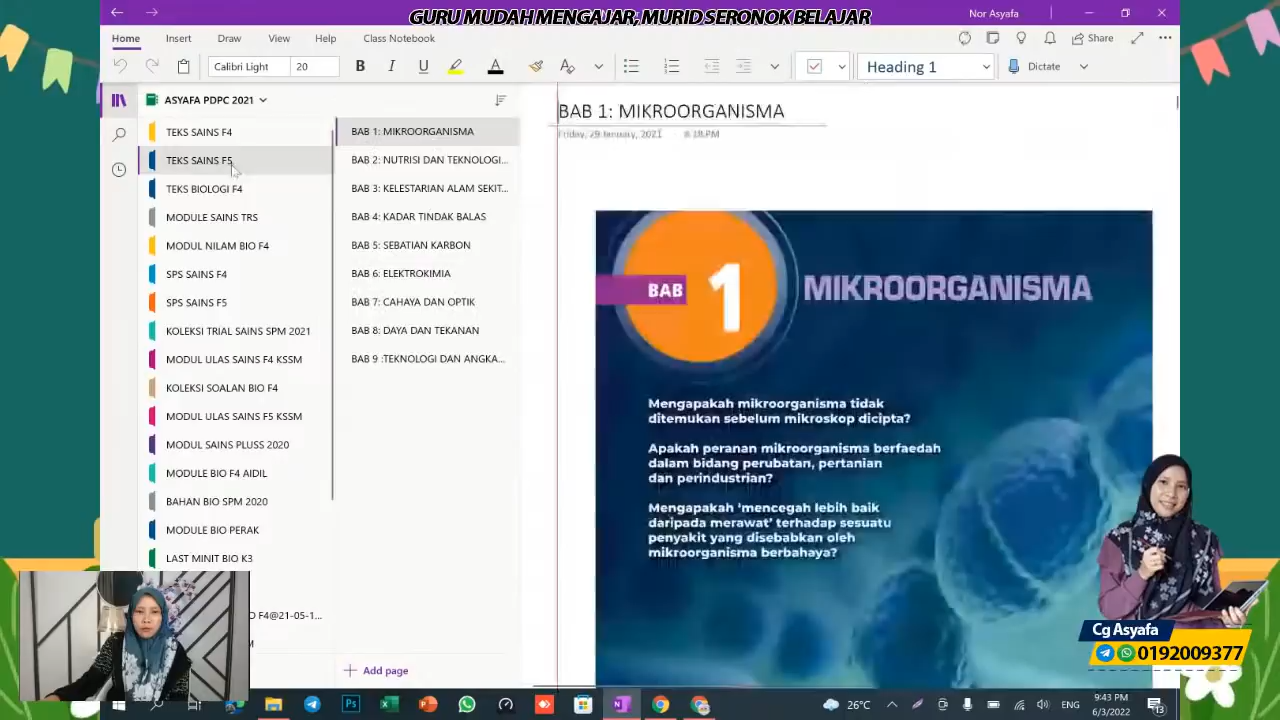 GURU MUDAH MENGAJAR, MURID SERONOK BELAJAR
Nor Asyafa
Home
Insert
Draw
View
Help
Class Notebook
Share
Calibri Light
20
B
I
U
A
Heading 1
Dictate
ASYAFA PDPC 2021
TEKS SAINS F4
TEKS SAINS F5
TEKS BIOLOGI F4
MODULE SAINS TRS
MODUL NILAM BIO F4
SPS SAINS F4
SPS SAINS F5
KOLEKSI TRIAL SAINS SPM 2021
MODUL ULAS SAINS F4 KSSM
KOLEKSI SOALAN BIO F4
MODUL ULAS SAINS F5 KSSM
MODUL SAINS PLUSS 2020
MODULE BIO F4 AIDIL
BAHAN BIO SPM 2020
MODULE BIO PERAK
LAST MINIT BIO K3
F4@21-05-1...
BAB 1: MIKROORGANISMA
BAB 2: NUTRISI DAN TEKNOLOGI...
BAB 3: KELESTARIAN ALAM SEKIT...
BAB 4: KADAR TINDAK BALAS
BAB 5: SEBATIAN KARBON
BAB 6: ELEKTROKIMIA
BAB 7: CAHAYA DAN OPTIK
BAB 8: DAYA DAN TEKANAN
BAB 9 :TEKNOLOGI DAN ANGKA...
Add page
BAB 1: MIKROORGANISMA
Friday, 29 January, 2021
8:18 PM
BAB 1 MIKROORGANISMA
Mengapakah mikroorganisma tidak
ditemukan sebelum mikroskop dicipta?
Apakah peranan mikroorganisma berfaedah
dalam bidang perubatan, pertanian
dan perindustrian?
Mengapakah 'mencegah lebih baik
daripada merawat' terhadap sesuatu
penyakit yang disebabkan oleh
mikroorganisma berbahaya?
Cg Asyafa
0192009377
26°C
9:43 PM
6/3/2022
13